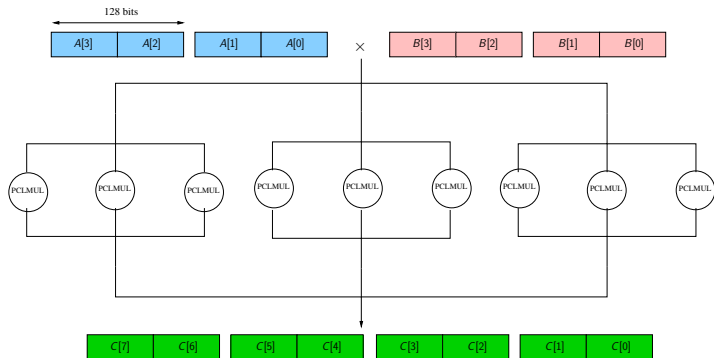 128 bits
A[3] A[2] A[1] A[0] × B[3] B[2] B[1] B[0]
PCLMUL PCLMUL PCLMUL PCLMUL PCLMUL PCLMUL PCLMUL PCLMUL PCLMUL
C[7] C[6] C[5] C[4] C[3] C[2] C[1] C[0]